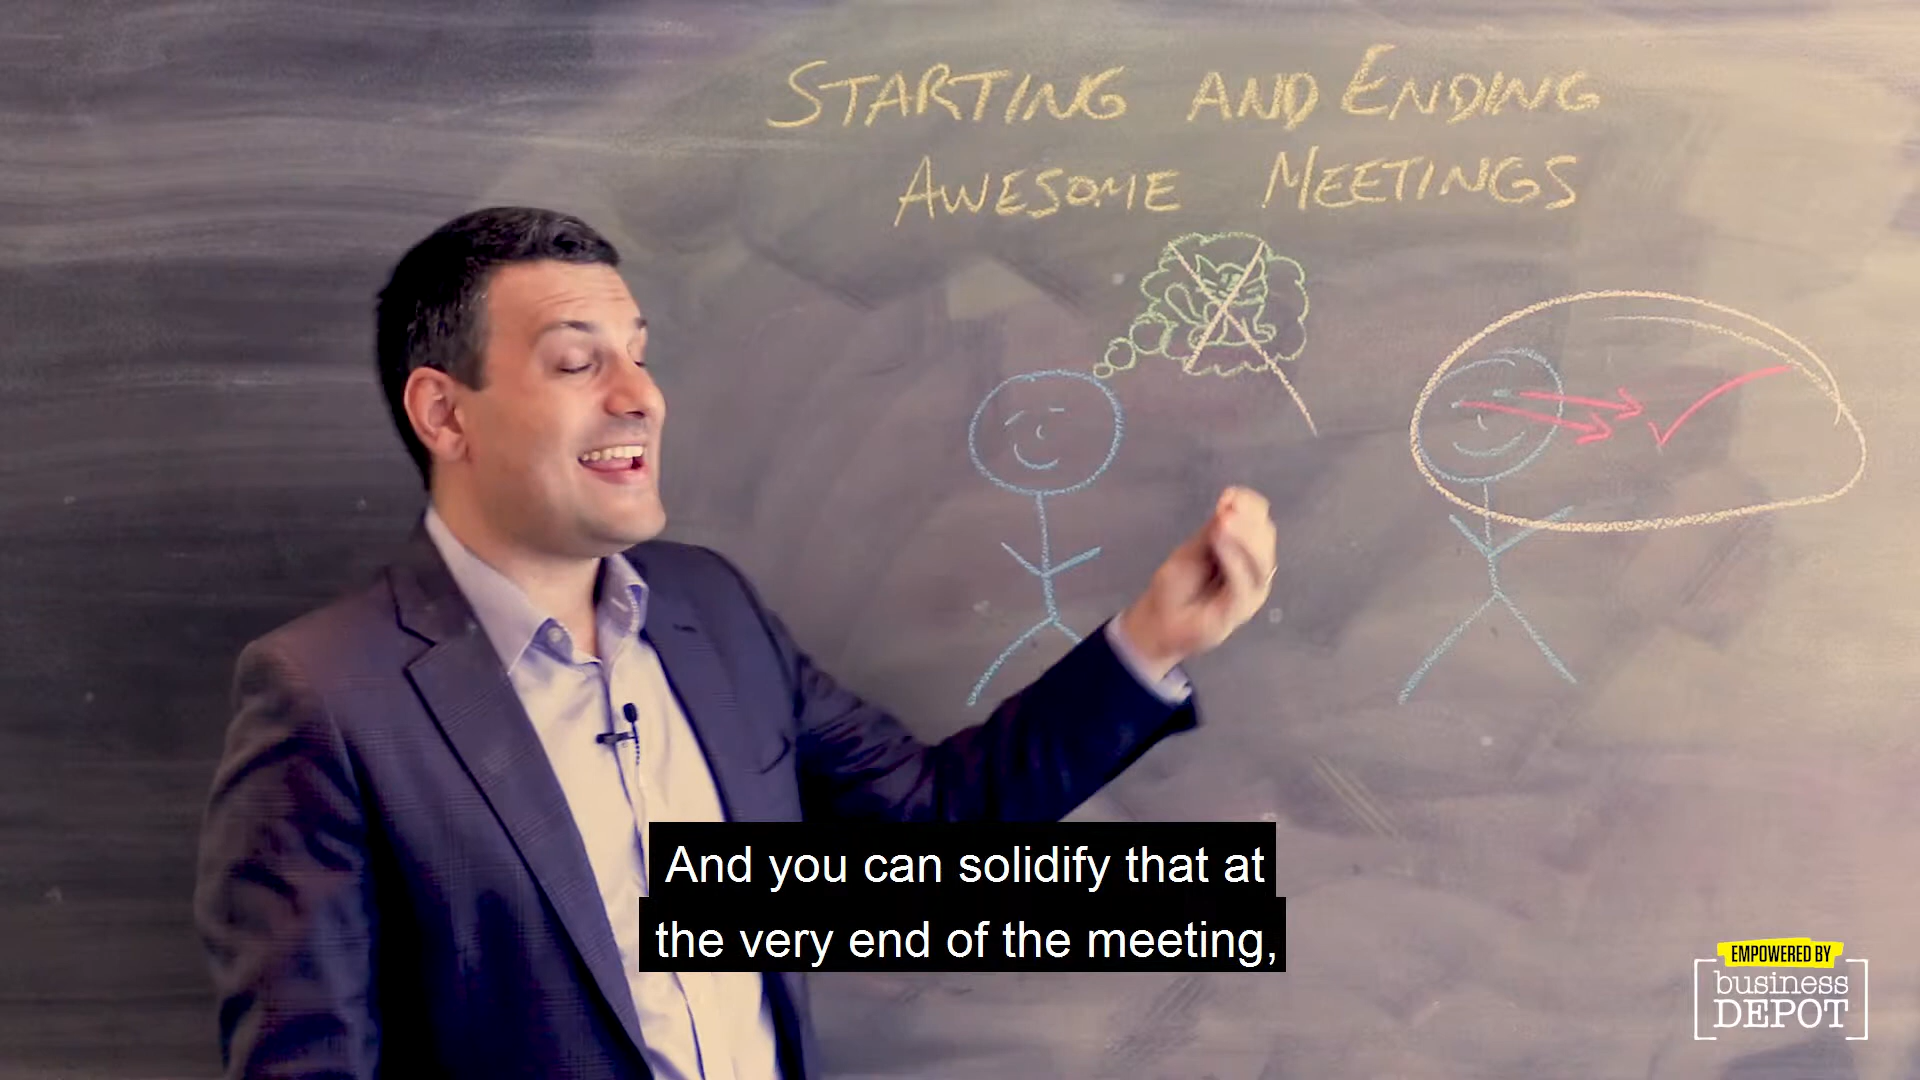 STARTING AND ENDING
AWESOME MEETINGS
And you can solidify that at
the very end of the meeting,
EMPOWERED BY
business
DEPOT